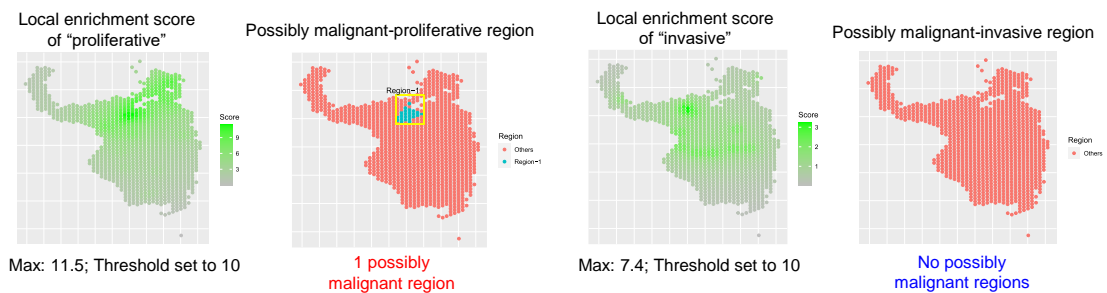 Local enrichment score
of "proliferative"
Score
9
6
3
Max: 11.5; Threshold set to 10
Possibly malignant-proliferative region
Region-1
Region
Others
Region-1
1 possibly
malignant region
Local enrichment score
of "invasive"
Score
3
2
1
Max: 7.4; Threshold set to 10
Possibly malignant-invasive region
Region
Others
No possibly
malignant regions